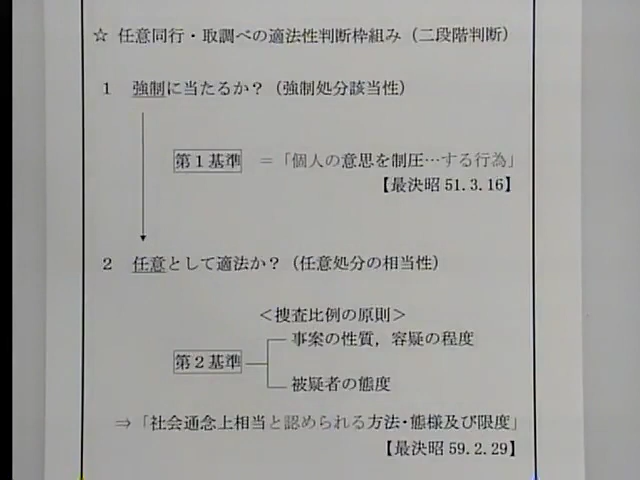 ☆ 任意同行・取調べの適法性判断枠組み（二段階判断）
1 強制に当たるか？（強制処分該当性）
第1基準 ＝「個人の意思を制圧…する行為」
【最決昭51.3.16】
2 任意として適法か？（任意処分の相当性）
＜捜査比例の原則＞
事案の性質，容疑の程度
第2基準
被疑者の態度
⇒「社会通念上相当と認められる方法・態様及び限度」
【最決昭59.2.29】